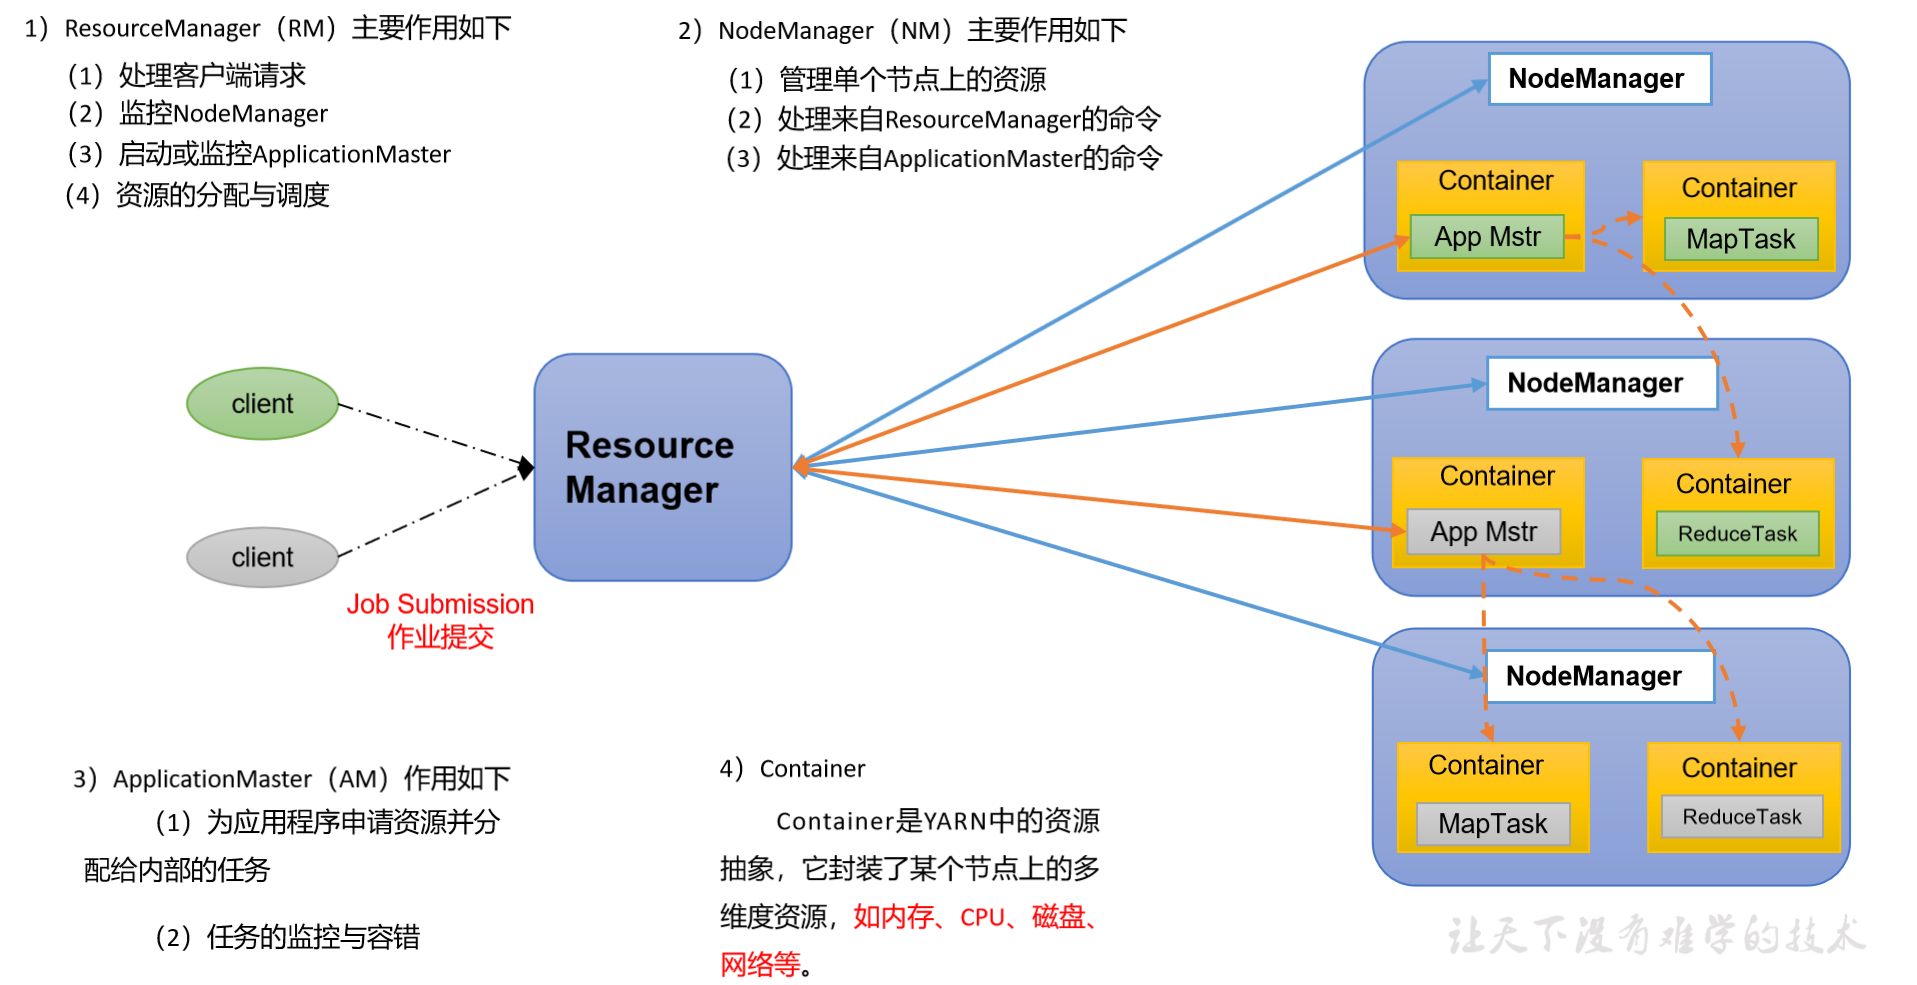 1）ResourceManager（RM）主要作用如下
（1）处理客户端请求
（2）监控NodeManager
（3）启动或监控ApplicationMaster
（4）资源的分配与调度
2）NodeManager（NM）主要作用如下
（1）管理单个节点上的资源
（2）处理来自ResourceManager的命令
（3）处理来自ApplicationMaster的命令
NodeManager
Container
App Mstr
Container
MapTask
client
client
Job Submission
作业提交
Resource
Manager
NodeManager
Container
App Mstr
Container
ReduceTask
NodeManager
Container
MapTask
Container
ReduceTask
3）ApplicationMaster（AM）作用如下
（1）为应用程序申请资源并分
配给内部的任务
（2）任务的监控与容错
4）Container
Container是YARN中的资源
抽象，它封装了某个节点上的多
维度资源，如内存、CPU、磁盘、
网络等。
让天下没有难学的技术